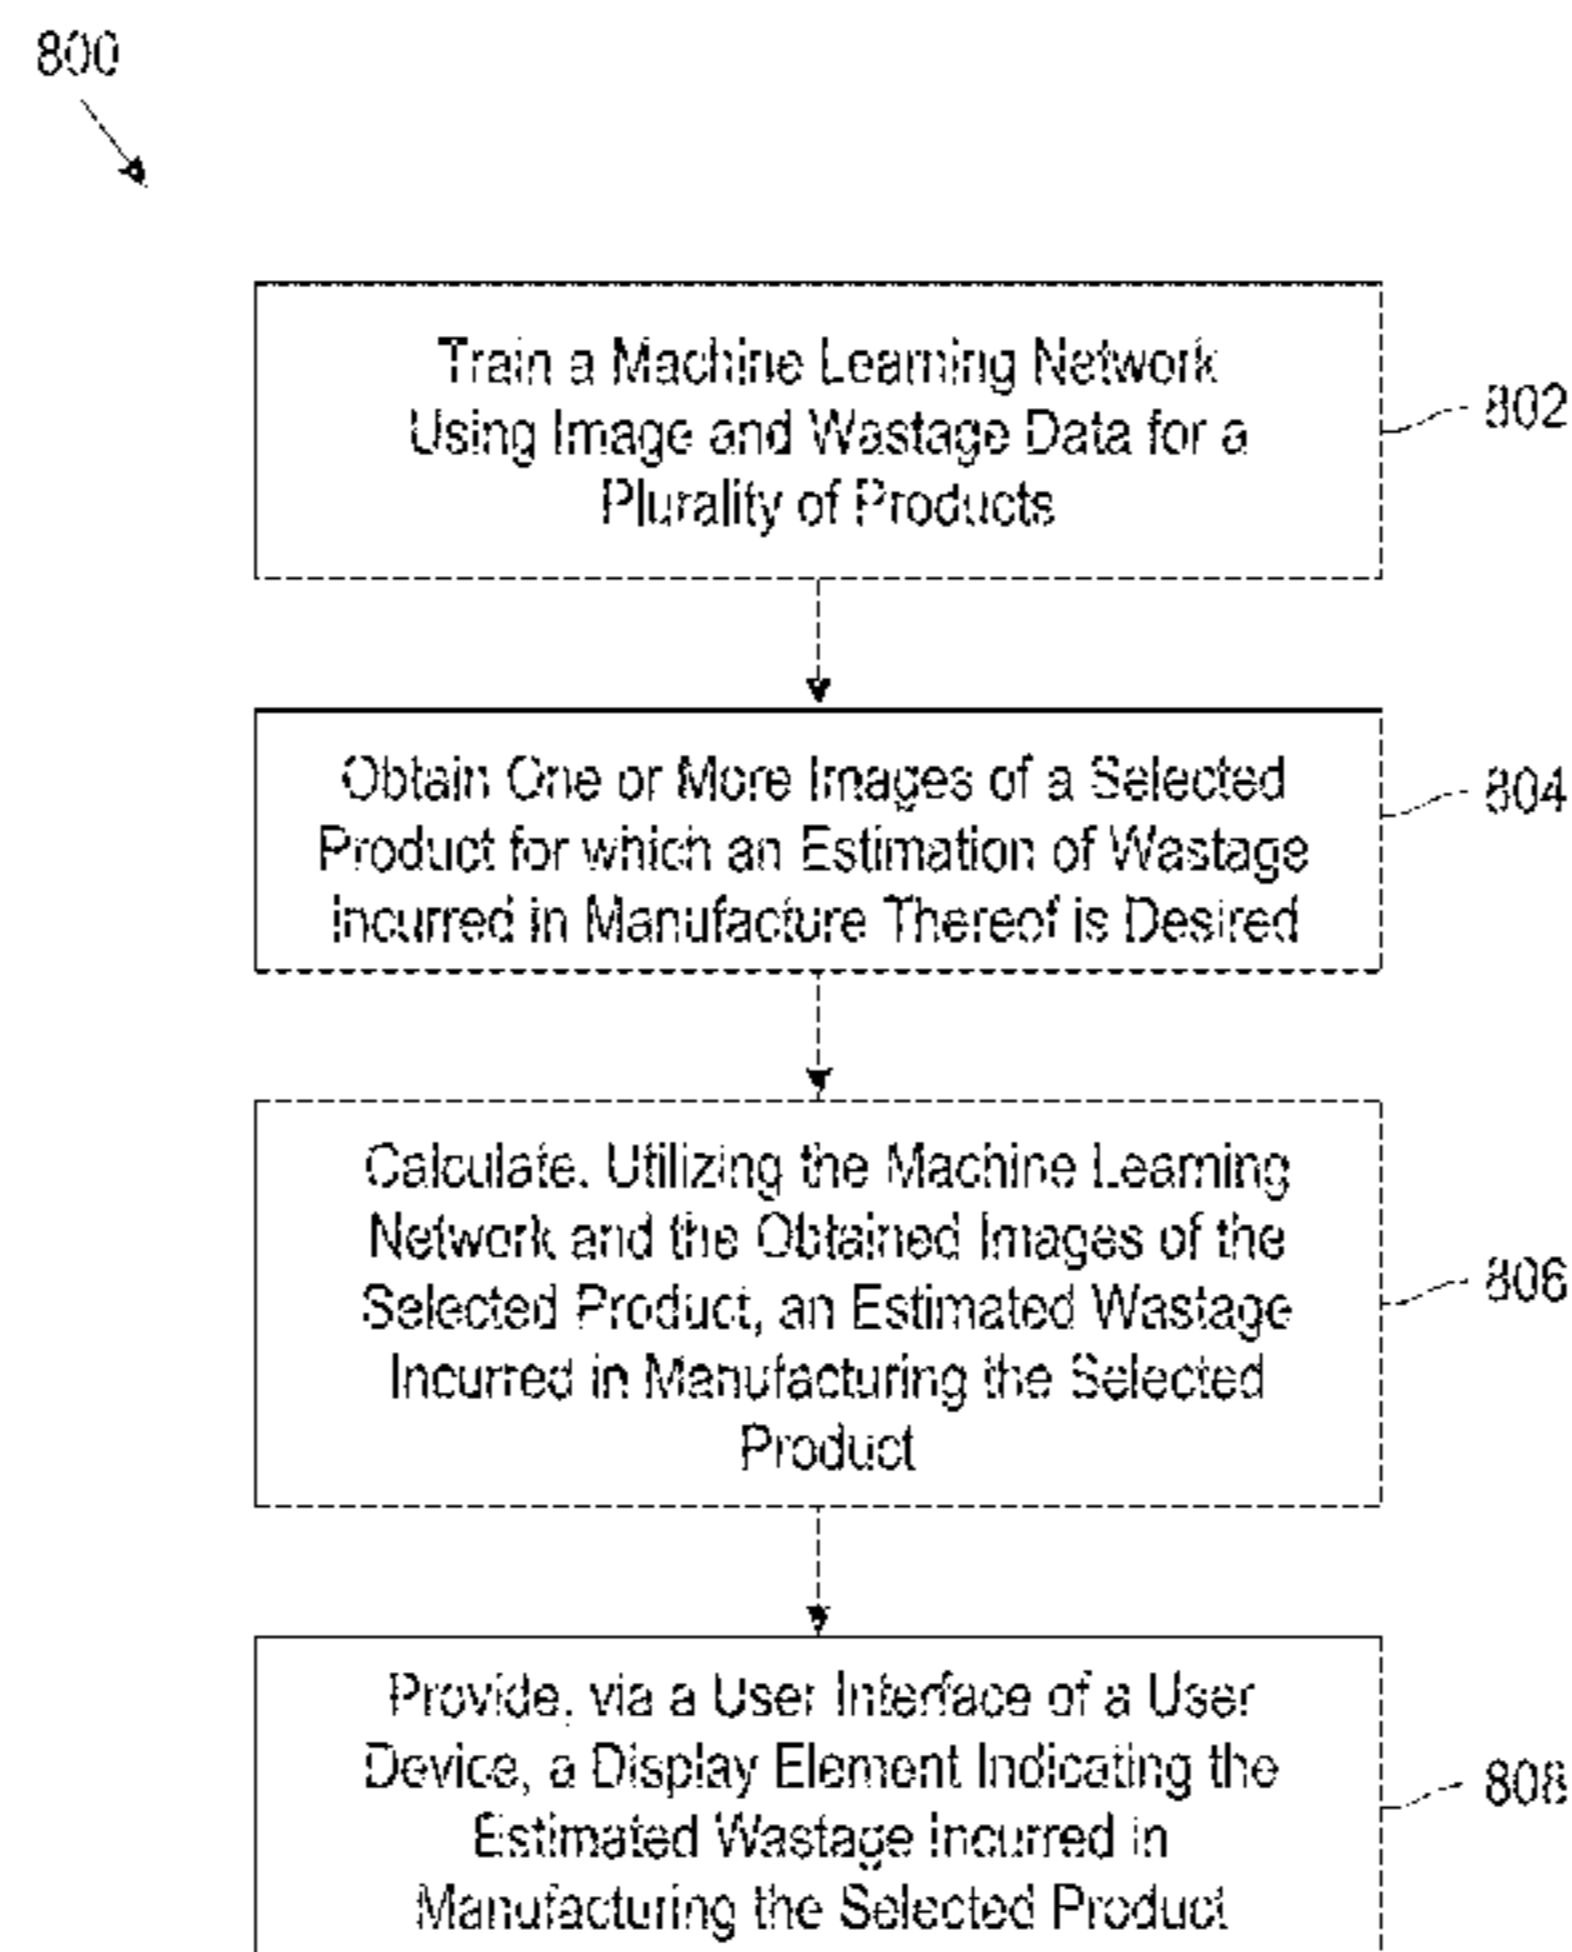 800
Train a Machine Learning Network
Using Image and Wastage Data for a
Plurality of Products
802
Obtain One or More Images of a Selected
Product for which an Estimation of Wastage
Incurred in Manufacture Thereof is Desired
804
Calculate, Utilizing the Machine Learning
Network and the Obtained Images of the
Selected Product, an Estimated Wastage
Incurred in Manufacturing the Selected
Product
806
Provide, via a User Interface of a User
Device, a Display Element Indicating the
Estimated Wastage Incurred in
Manufacturing the Selected Product
808